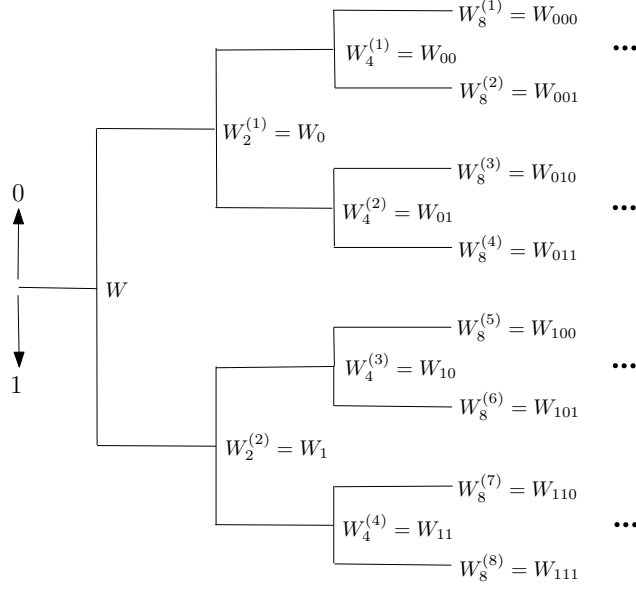 W_8^{(1)} = W_{000}
W_4^{(1)} = W_{00}
...
W_8^{(2)} = W_{001}
W_2^{(1)} = W_0
W_8^{(3)} = W_{010}
0
W_4^{(2)} = W_{01}
...
W_8^{(4)} = W_{011}
W
W_8^{(5)} = W_{100}
W_4^{(3)} = W_{10}
...
1
W_8^{(6)} = W_{101}
W_2^{(2)} = W_1
W_8^{(7)} = W_{110}
W_4^{(4)} = W_{11}
...
W_8^{(8)} = W_{111}